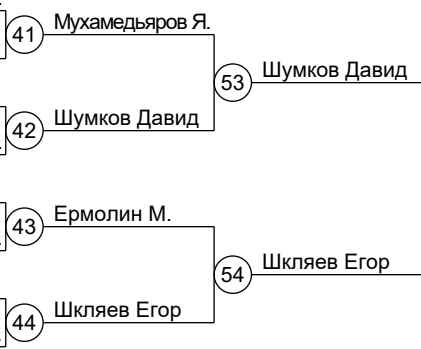 41 Мухамедьяров Я.
53 Шумков Давид
42 Шумков Давид
43 Ермолин М.
54 Шкляев Егор
44 Шкляев Егор